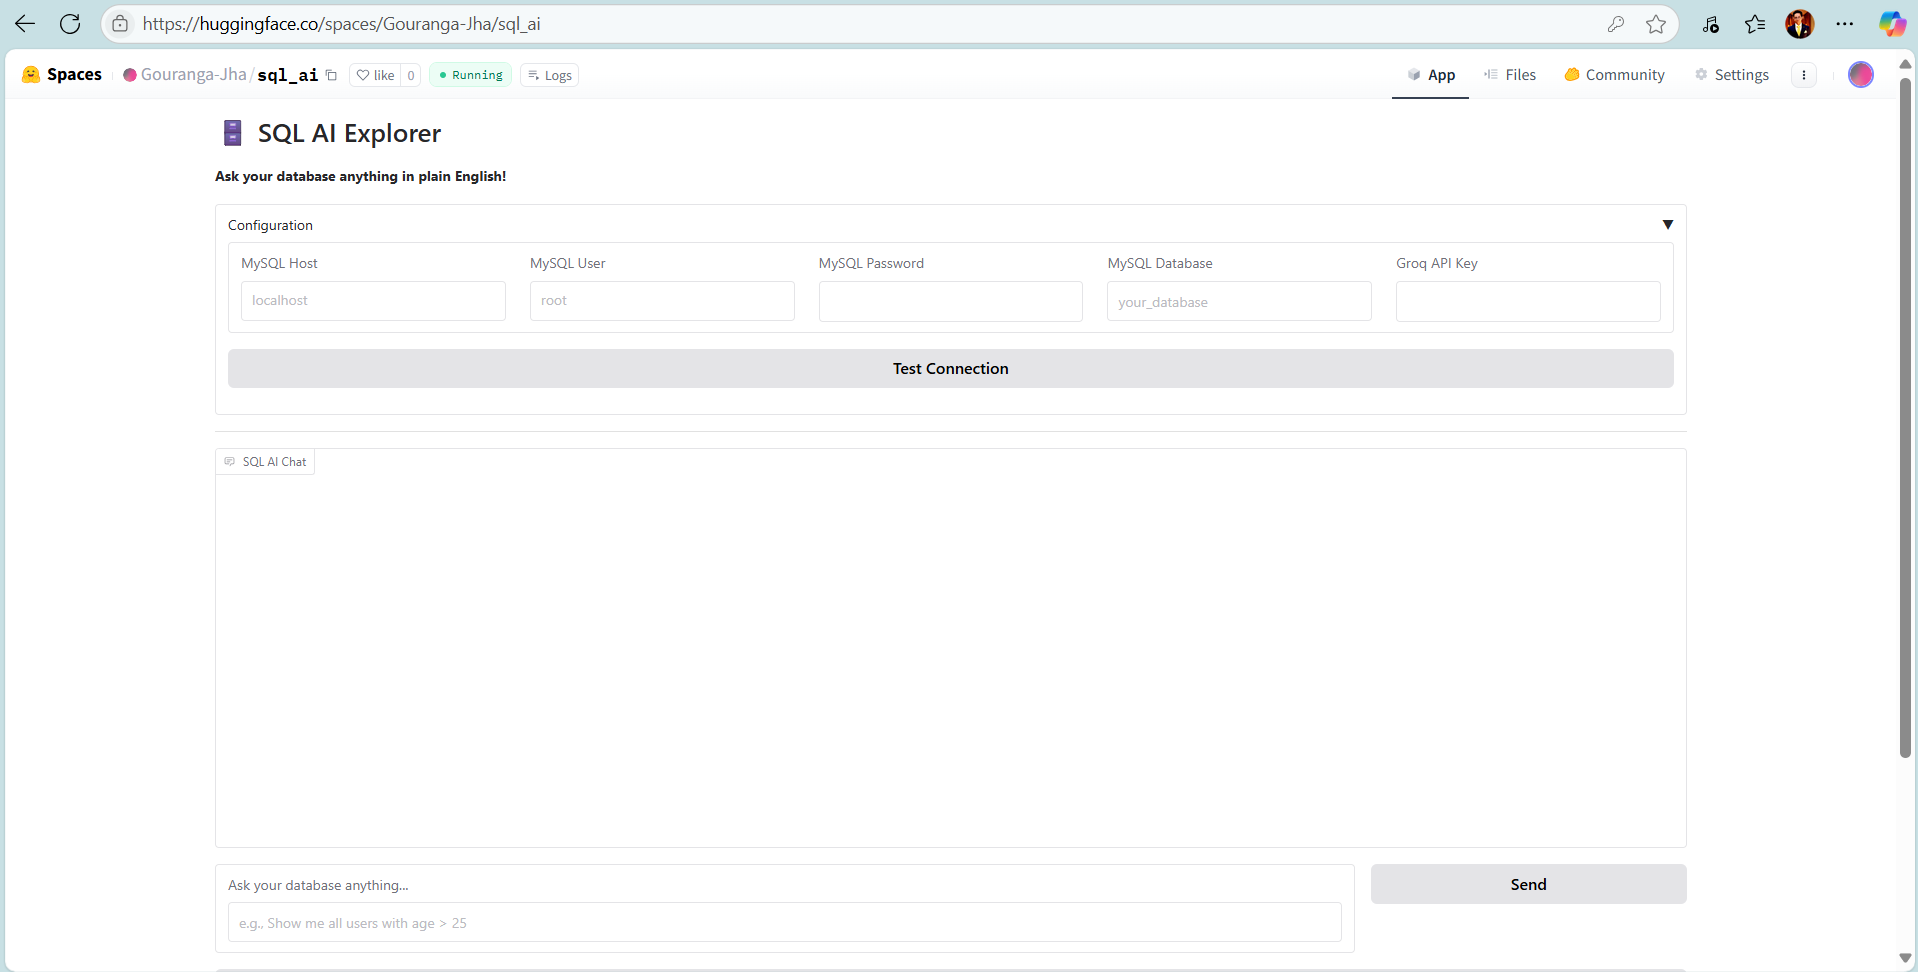 https://huggingface.co/spaces/Gouranga-Jha/sql_ai
Spaces Gouranga-Jha/sql_ai like 0 Running Logs App Files Community Settings
SQL AI Explorer
Ask your database anything in plain English!
Configuration ▼
MySQL Host MySQL User MySQL Password MySQL Database Groq API Key
localhost root your_database
Test Connection
SQL AI Chat
Ask your database anything...
Send
e.g., Show me all users with age > 25